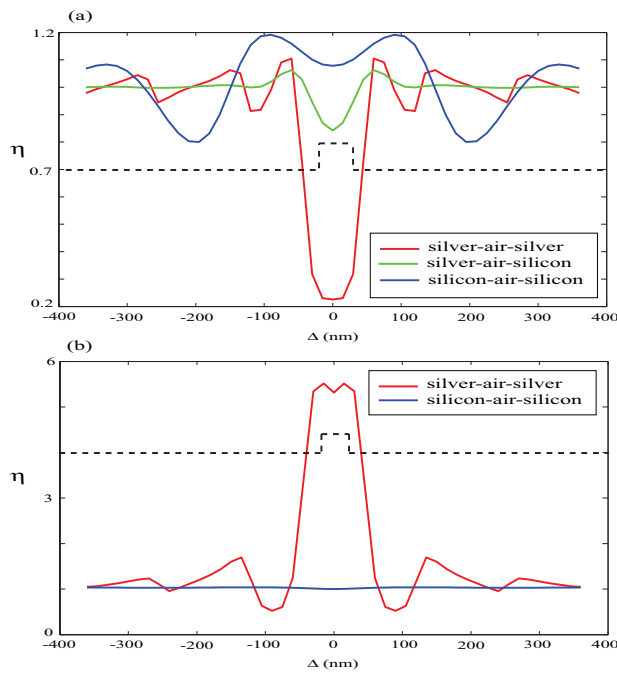 (a)
1.2
η
0.7
silver-air-silver
silver-air-silicon
silicon-air-silicon
0.2
-400 -300 -200 -100 0 100 200 300 400
Δ (nm)
(b)
6
silver-air-silver
silicon-air-silicon
η
3
0
-400 -300 -200 -100 0 100 200 300 400
Δ (nm)